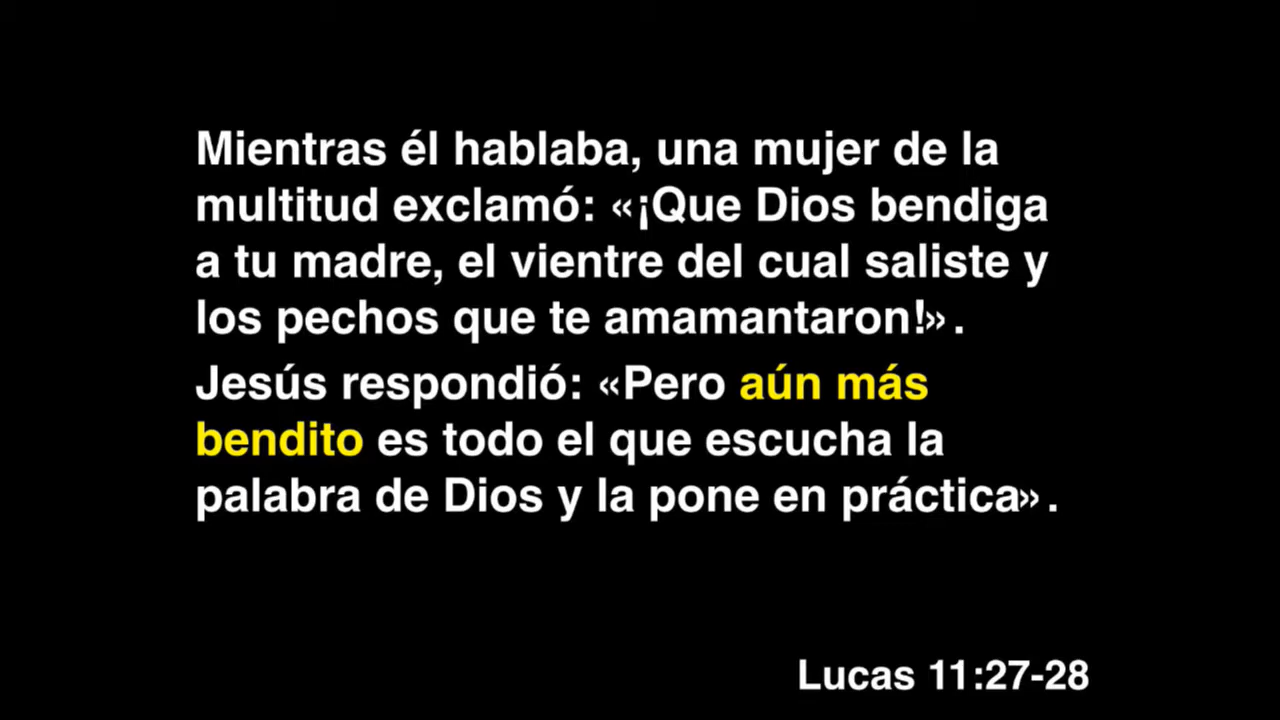 Mientras él hablaba, una mujer de la
multitud exclamó: «¡Que Dios bendiga
a tu madre, el vientre del cual saliste y
los pechos que te amamantaron!».
Jesús respondió: «Pero aún más
bendito es todo el que escucha la
palabra de Dios y la pone en práctica».
Lucas 11:27-28